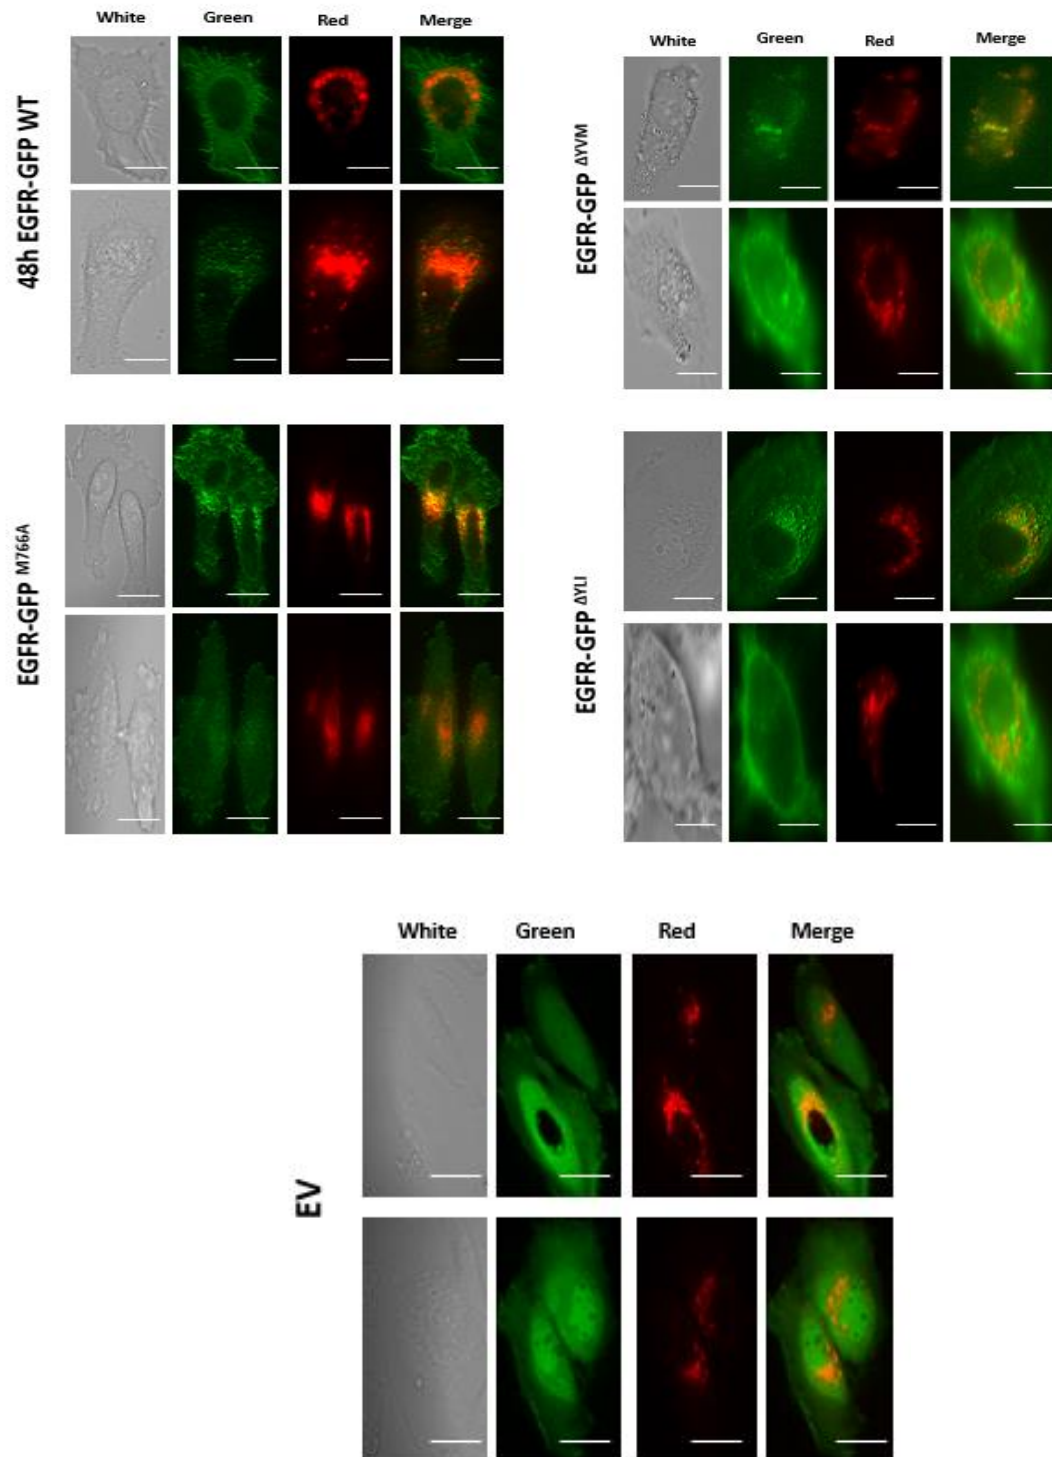 White Green Red Merge
48h EGFR-GFP WT
White Green Red Merge
EGFR-GFP ΔYVM
EGFR-GFP M766A
EGFR-GFP ΔYLI
White Green Red Merge
EV